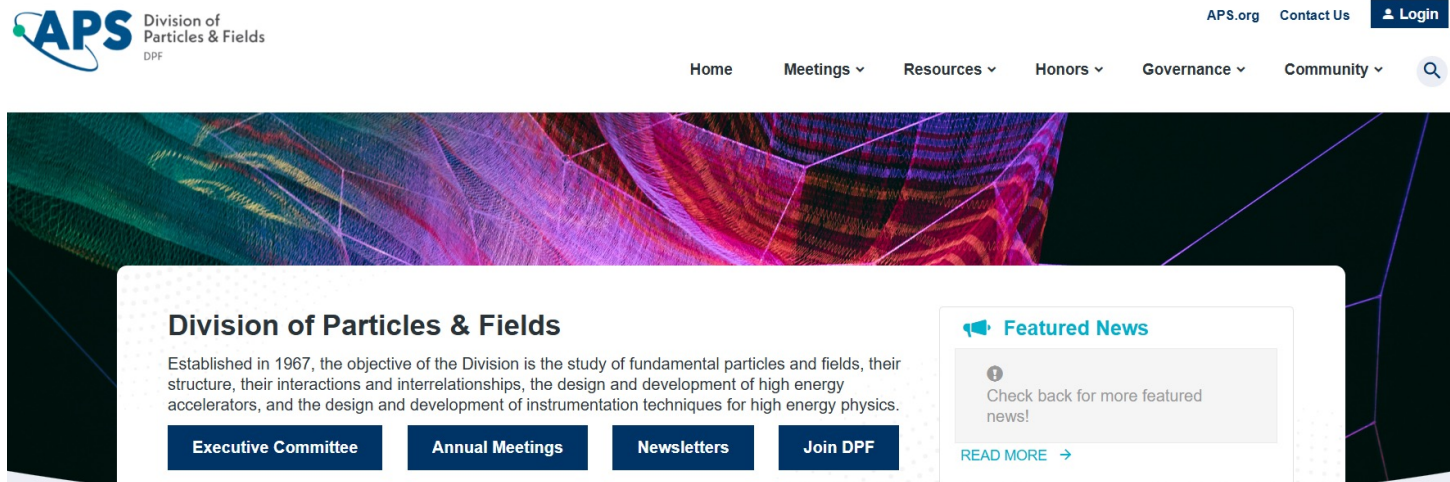 APS Division of
Particles & Fields
DPF
APS.org Contact Us Login
Home Meetings Resources Honors Governance Community
Division of Particles & Fields
Established in 1967, the objective of the Division is the study of fundamental particles and fields, their
structure, their interactions and interrelationships, the design and development of high energy
accelerators, and the design and development of instrumentation techniques for high energy physics.
Executive Committee Annual Meetings Newsletters Join DPF
Featured News
Check back for more featured
news!
READ MORE →